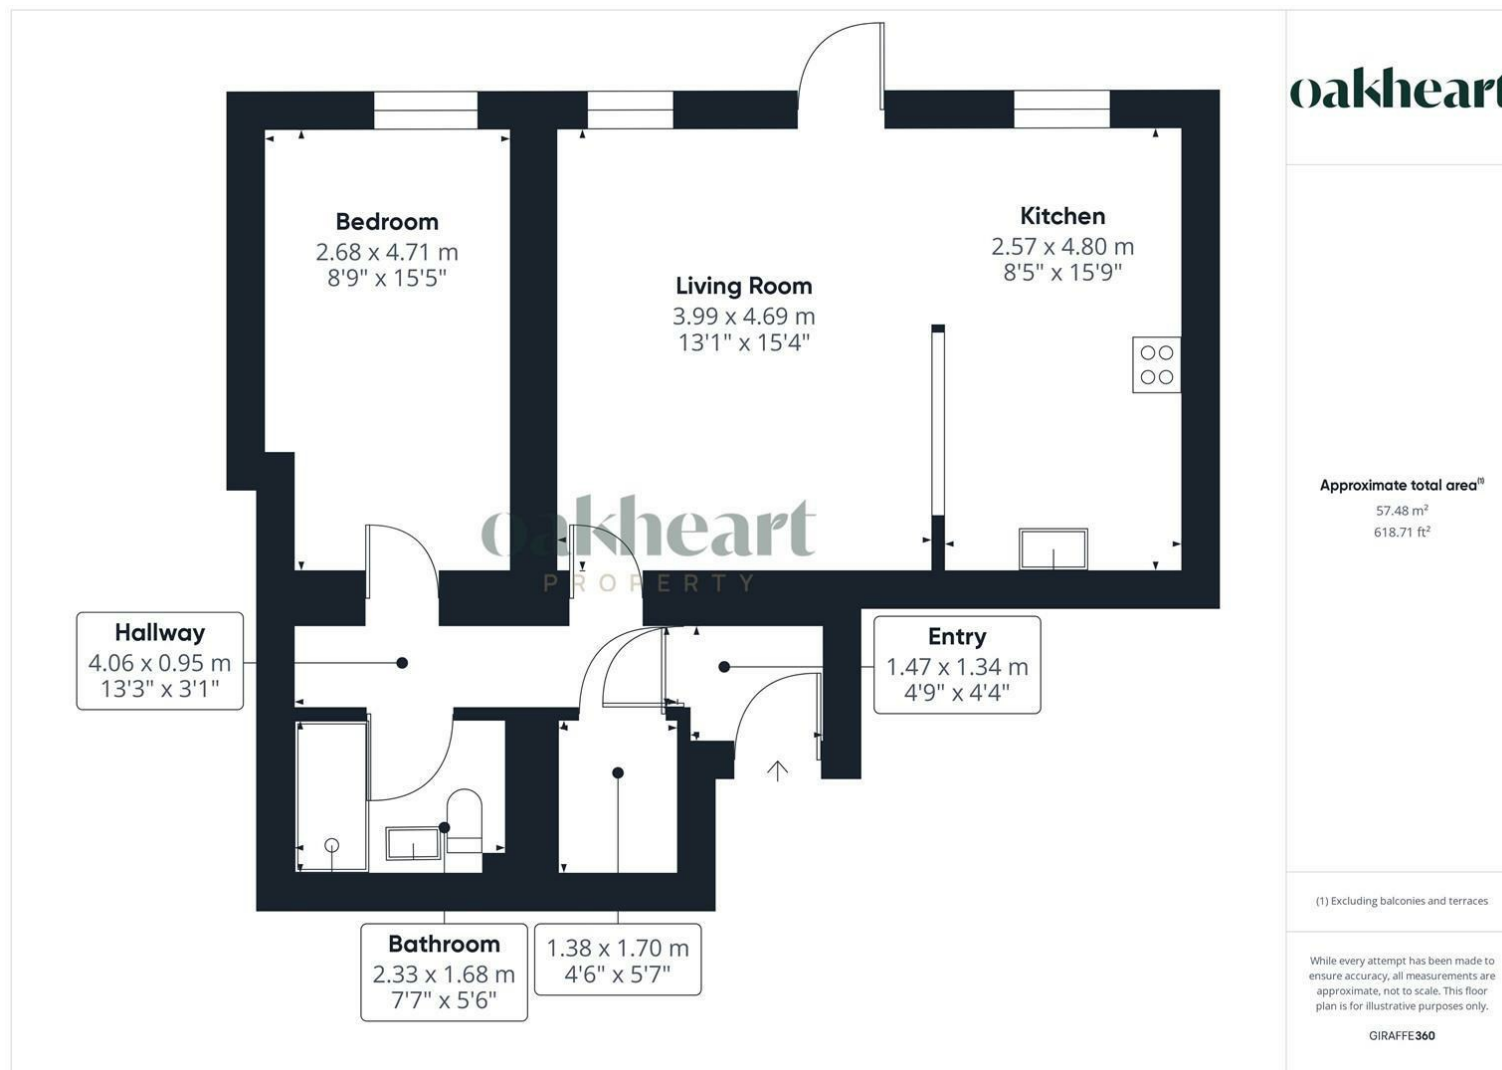 oakheart
Bedroom
2.68 x 4.71 m
8'9" x 15'5"
Kitchen
2.57 x 4.80 m
8'5" x 15'9"
Living Room
3.99 x 4.69 m
13'1" x 15'4"
oakheart
PROPERTY
Hallway
4.06 x 0.95 m
13'3" x 3'1"
Entry
1.47 x 1.34 m
4'9" x 4'4"
Bathroom
2.33 x 1.68 m
7'7" x 5'6"
1.38 x 1.70 m
4'6" x 5'7"
Approximate total area(1)
57.48 m²
618.71 ft²
(1) Excluding balconies and terraces
While every attempt has been made to
ensure accuracy, all measurements are
approximate, not to scale. This floor
plan is for illustrative purposes only.
GIRAFFE360